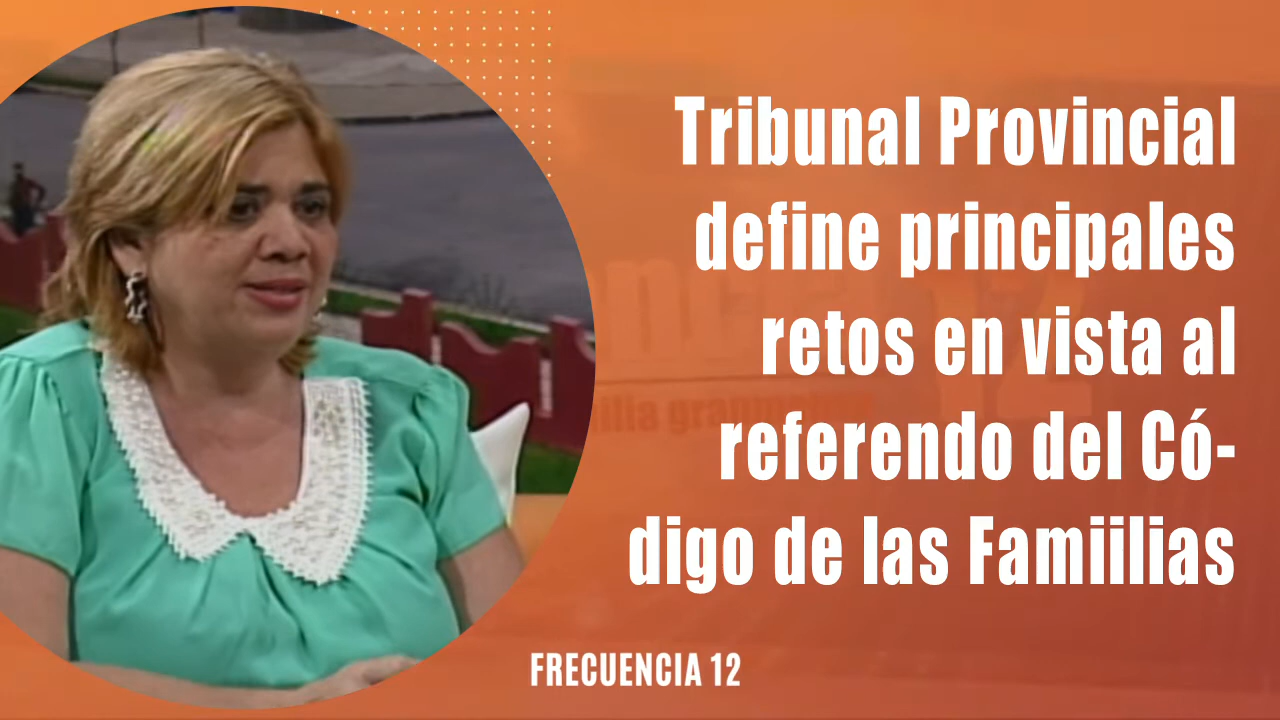 Tribunal Provincial
define principales
retos en vista al
referendo del Có-
digo de las Famiilias
FRECUENCIA 12